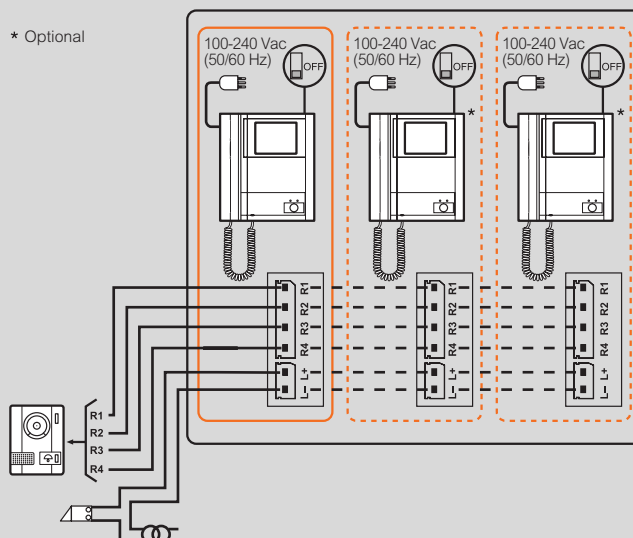 * Optional
100-240 Vac
(50/60 Hz)
OFF
100-240 Vac
(50/60 Hz)
OFF
*
100-240 Vac
(50/60 Hz)
OFF
*
R1
R2
R3
R4
L+
L-
R1
R2
R3
R4
L+
L-
R1
R2
R3
R4
L+
L-
R1
R2
R3
R4